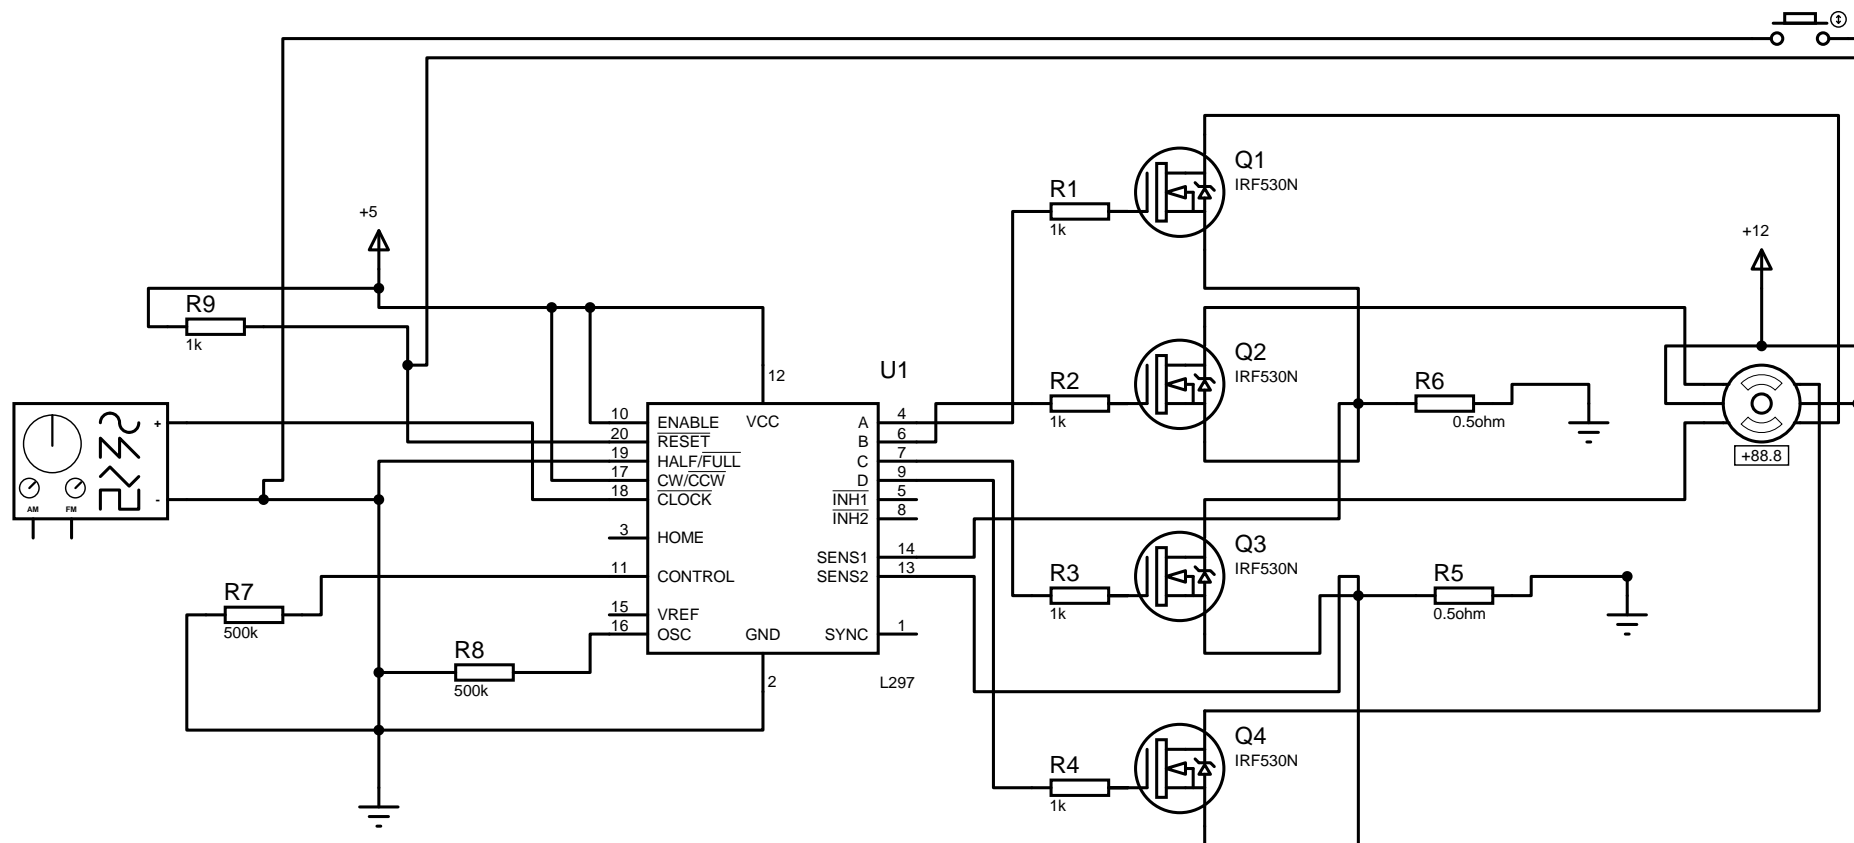 Q1
IRF530N
R1
1k
+5
+12
R9
1k
Q2
IRF530N
R2
1k
R6
0.5ohm
12
U1
10 ENABLE VCC A 4
20 RESET B 6
19 HALF/FULL C 7
17 CW/CCW D 9
18 CLOCK INH1 5
INH2 8
3 HOME
SENS1 14
11 CONTROL SENS2 13
15 VREF
16 OSC GND SYNC 1
2
L297
+
-
AM FM
+88.8
Q3
IRF530N
R3
1k
R5
0.5ohm
R7
500k
R8
500k
Q4
IRF530N
R4
1k